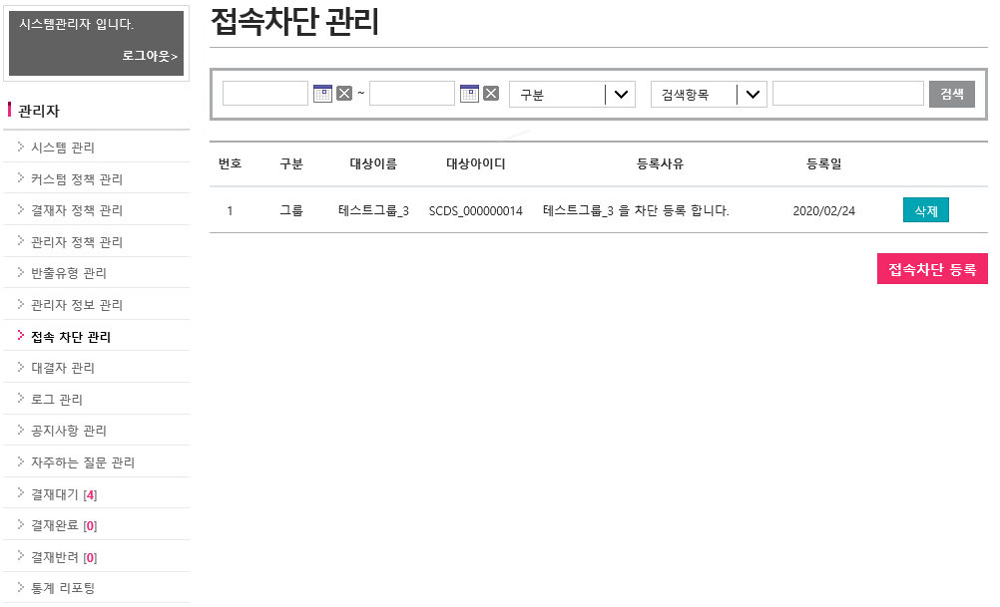 시스템관리자 입니다.
로그아웃>
관리자
시스템 관리
커스텀 정책 관리
결재자 정책 관리
관리자 정책 관리
반출유형 관리
관리자 정보 관리
접속 차단 관리
대결자 관리
로그 관리
공지사항 관리
자주하는 질문 관리
결재대기 [4]
결재완료 [0]
결재반려 [0]
통계 리포팅
접속차단 관리
~ 구분 검색항목 검색
번호 구분 대상이름 대상아이디 등록사유 등록일
1 그룹 테스트그룹_3 SCDS_000000014 테스트그룹_3 을 차단 등록 합니다. 2020/02/24 삭제
접속차단 등록